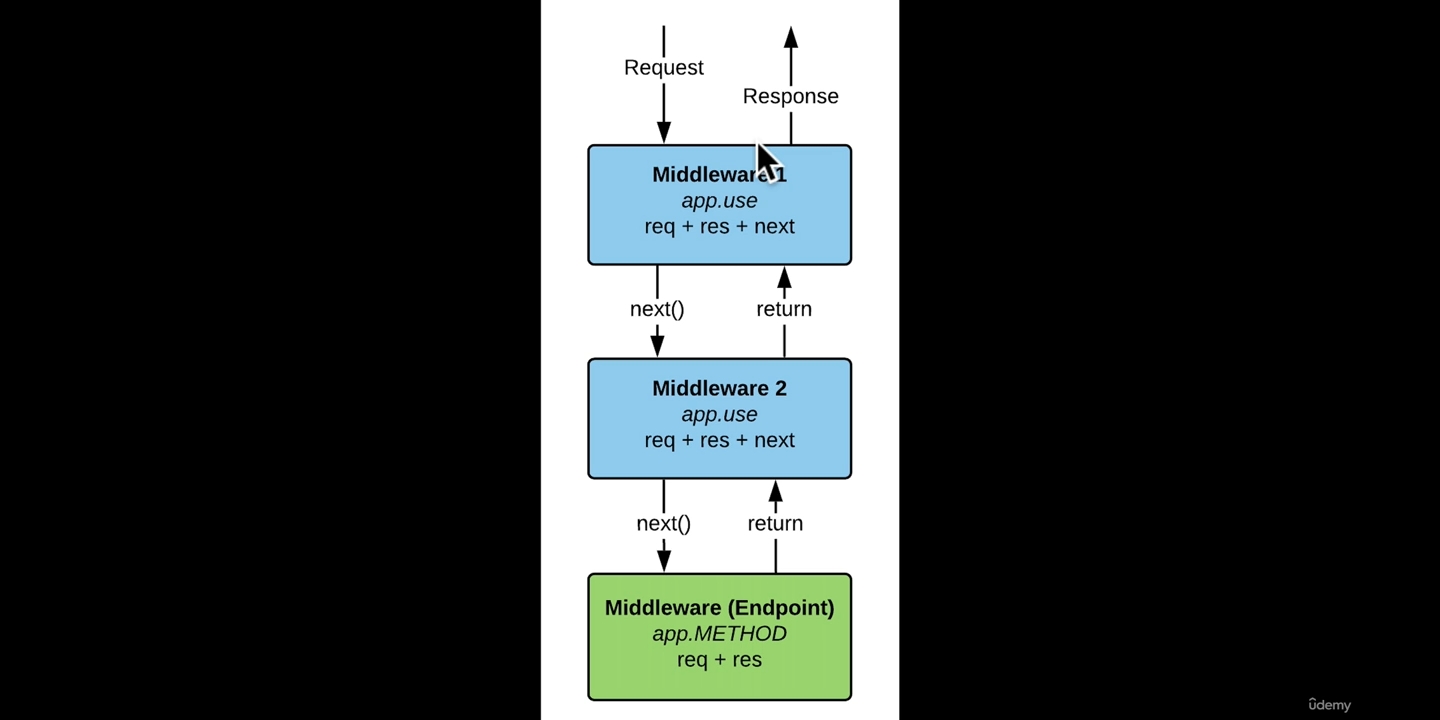 Request
Response
Middleware 1
app.use
req + res + next
next()
return
Middleware 2
app.use
req + res + next
next()
return
Middleware (Endpoint)
app.METHOD
req + res
ûdemy